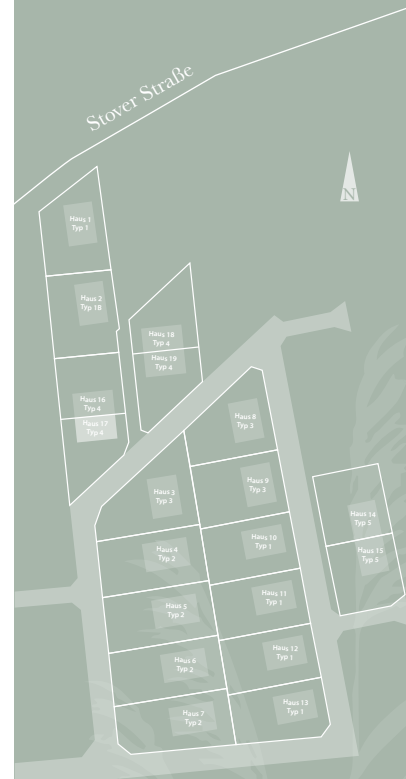 Stover Straße
N
Haus 1
Typ 1
Haus 2
Typ 1B
Haus 18
Typ 4
Haus 19
Typ 4
Haus 16
Typ 4
Haus 17
Typ 4
Haus 8
Typ 3
Haus 9
Typ 3
Haus 3
Typ 3
Haus 14
Typ 5
Haus 10
Typ 1
Haus 4
Typ 2
Haus 15
Typ 5
Haus 11
Typ 1
Haus 5
Typ 2
Haus 12
Typ 1
Haus 6
Typ 2
Haus 13
Typ 1
Haus 7
Typ 2